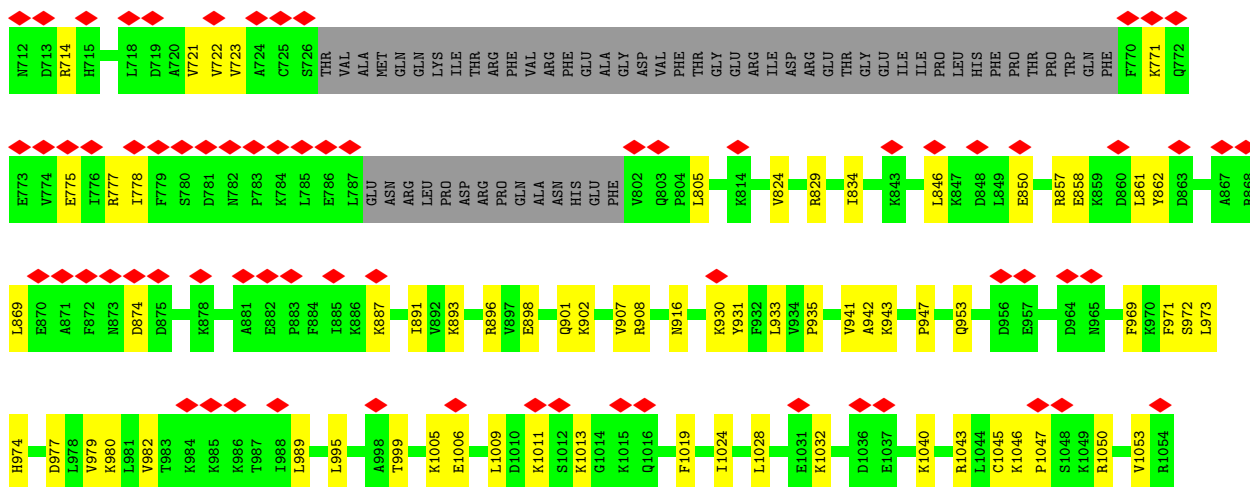 N712 D713 R714 H715 L718 D719 A720 V721 V722 V723 A724 C725 S726 THR VAL ALA MET GLN GLN LYS ILE THR ARG PHE VAL ARG PHE GLU ALA GLY ASP VAL PHE THR GLY GLU ARG ILE ASP ARG GLU THR GLY GLU ILE ILE PRO LEU HIS PHE PRO THR PRO TRP GLN PHE F770 K771 Q772
E773 V774 E775 I776 R777 I778 F779 S780 D781 N782 P783 K784 L785 E786 L787 GLU ASN ARG LEU PRO ASP ARG PRO GLN ALA ASN HIS GLU PHE V802 Q803 P804 L805 K814 V824 R829 I834 K843 L846 K847 D848 L849 E850 R857 E858 K859 D860 L861 Y862 D863 A867 R868
L869 E870 A871 F872 N873 D874 D875 K878 A881 E882 P883 F884 I885 K886 K887 I891 V892 K893 R896 V897 E898 Q901 K902 V907 R908 N916 K930 Y931 F932 L933 V934 P935 V941 A942 K943 P947 Q953 D956 E957 D964 N965 F969 K970 F971 S972 L973
H974 D977 L978 V979 K980 L981 V982 T983 K984 K985 K986 T987 I988 L989 L995 A998 T999 K1005 E1006 L1009 D1010 K1011 S1012 K1013 G1014 K1015 Q1016 F1019 I1024 L1028 E1031 K1032 D1036 E1037 K1040 R1043 L1044 C1045 K1046 P1047 S1048 K1049 R1050 V1053 R1054